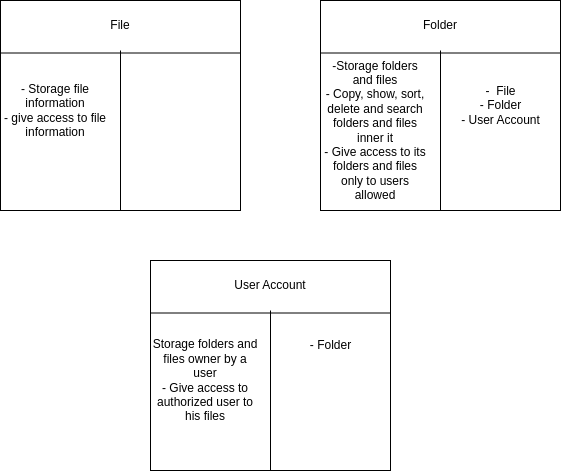 File
- Storage file
information
- give access to file
information
Folder
-Storage folders
and files
- Copy, show, sort,
delete and search
folders and files
inner it
- Give access to its
folders and files
only to users
allowed
- File
- Folder
- User Account
User Account
Storage folders and
files owner by a
user
- Give access to
authorized user to
his files
- Folder